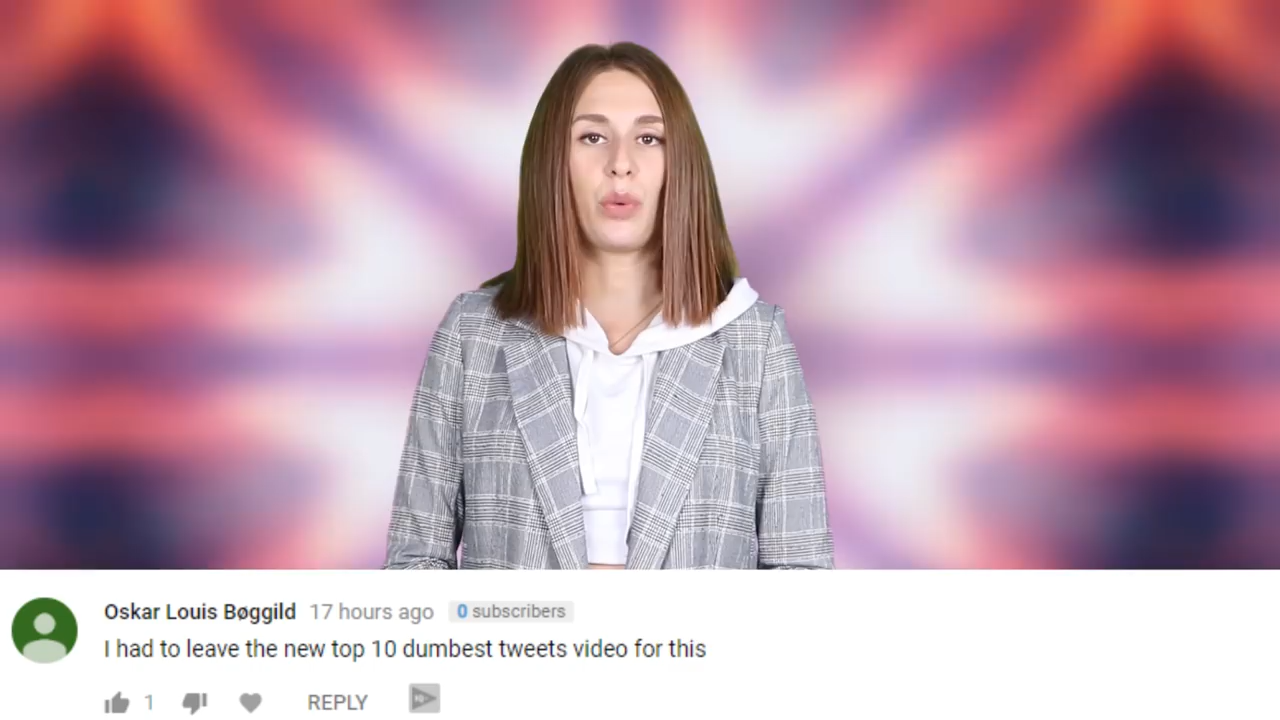 Oskar Louis Bøggild 17 hours ago 0 subscribers
I had to leave the new top 10 dumbest tweets video for this
1 REPLY